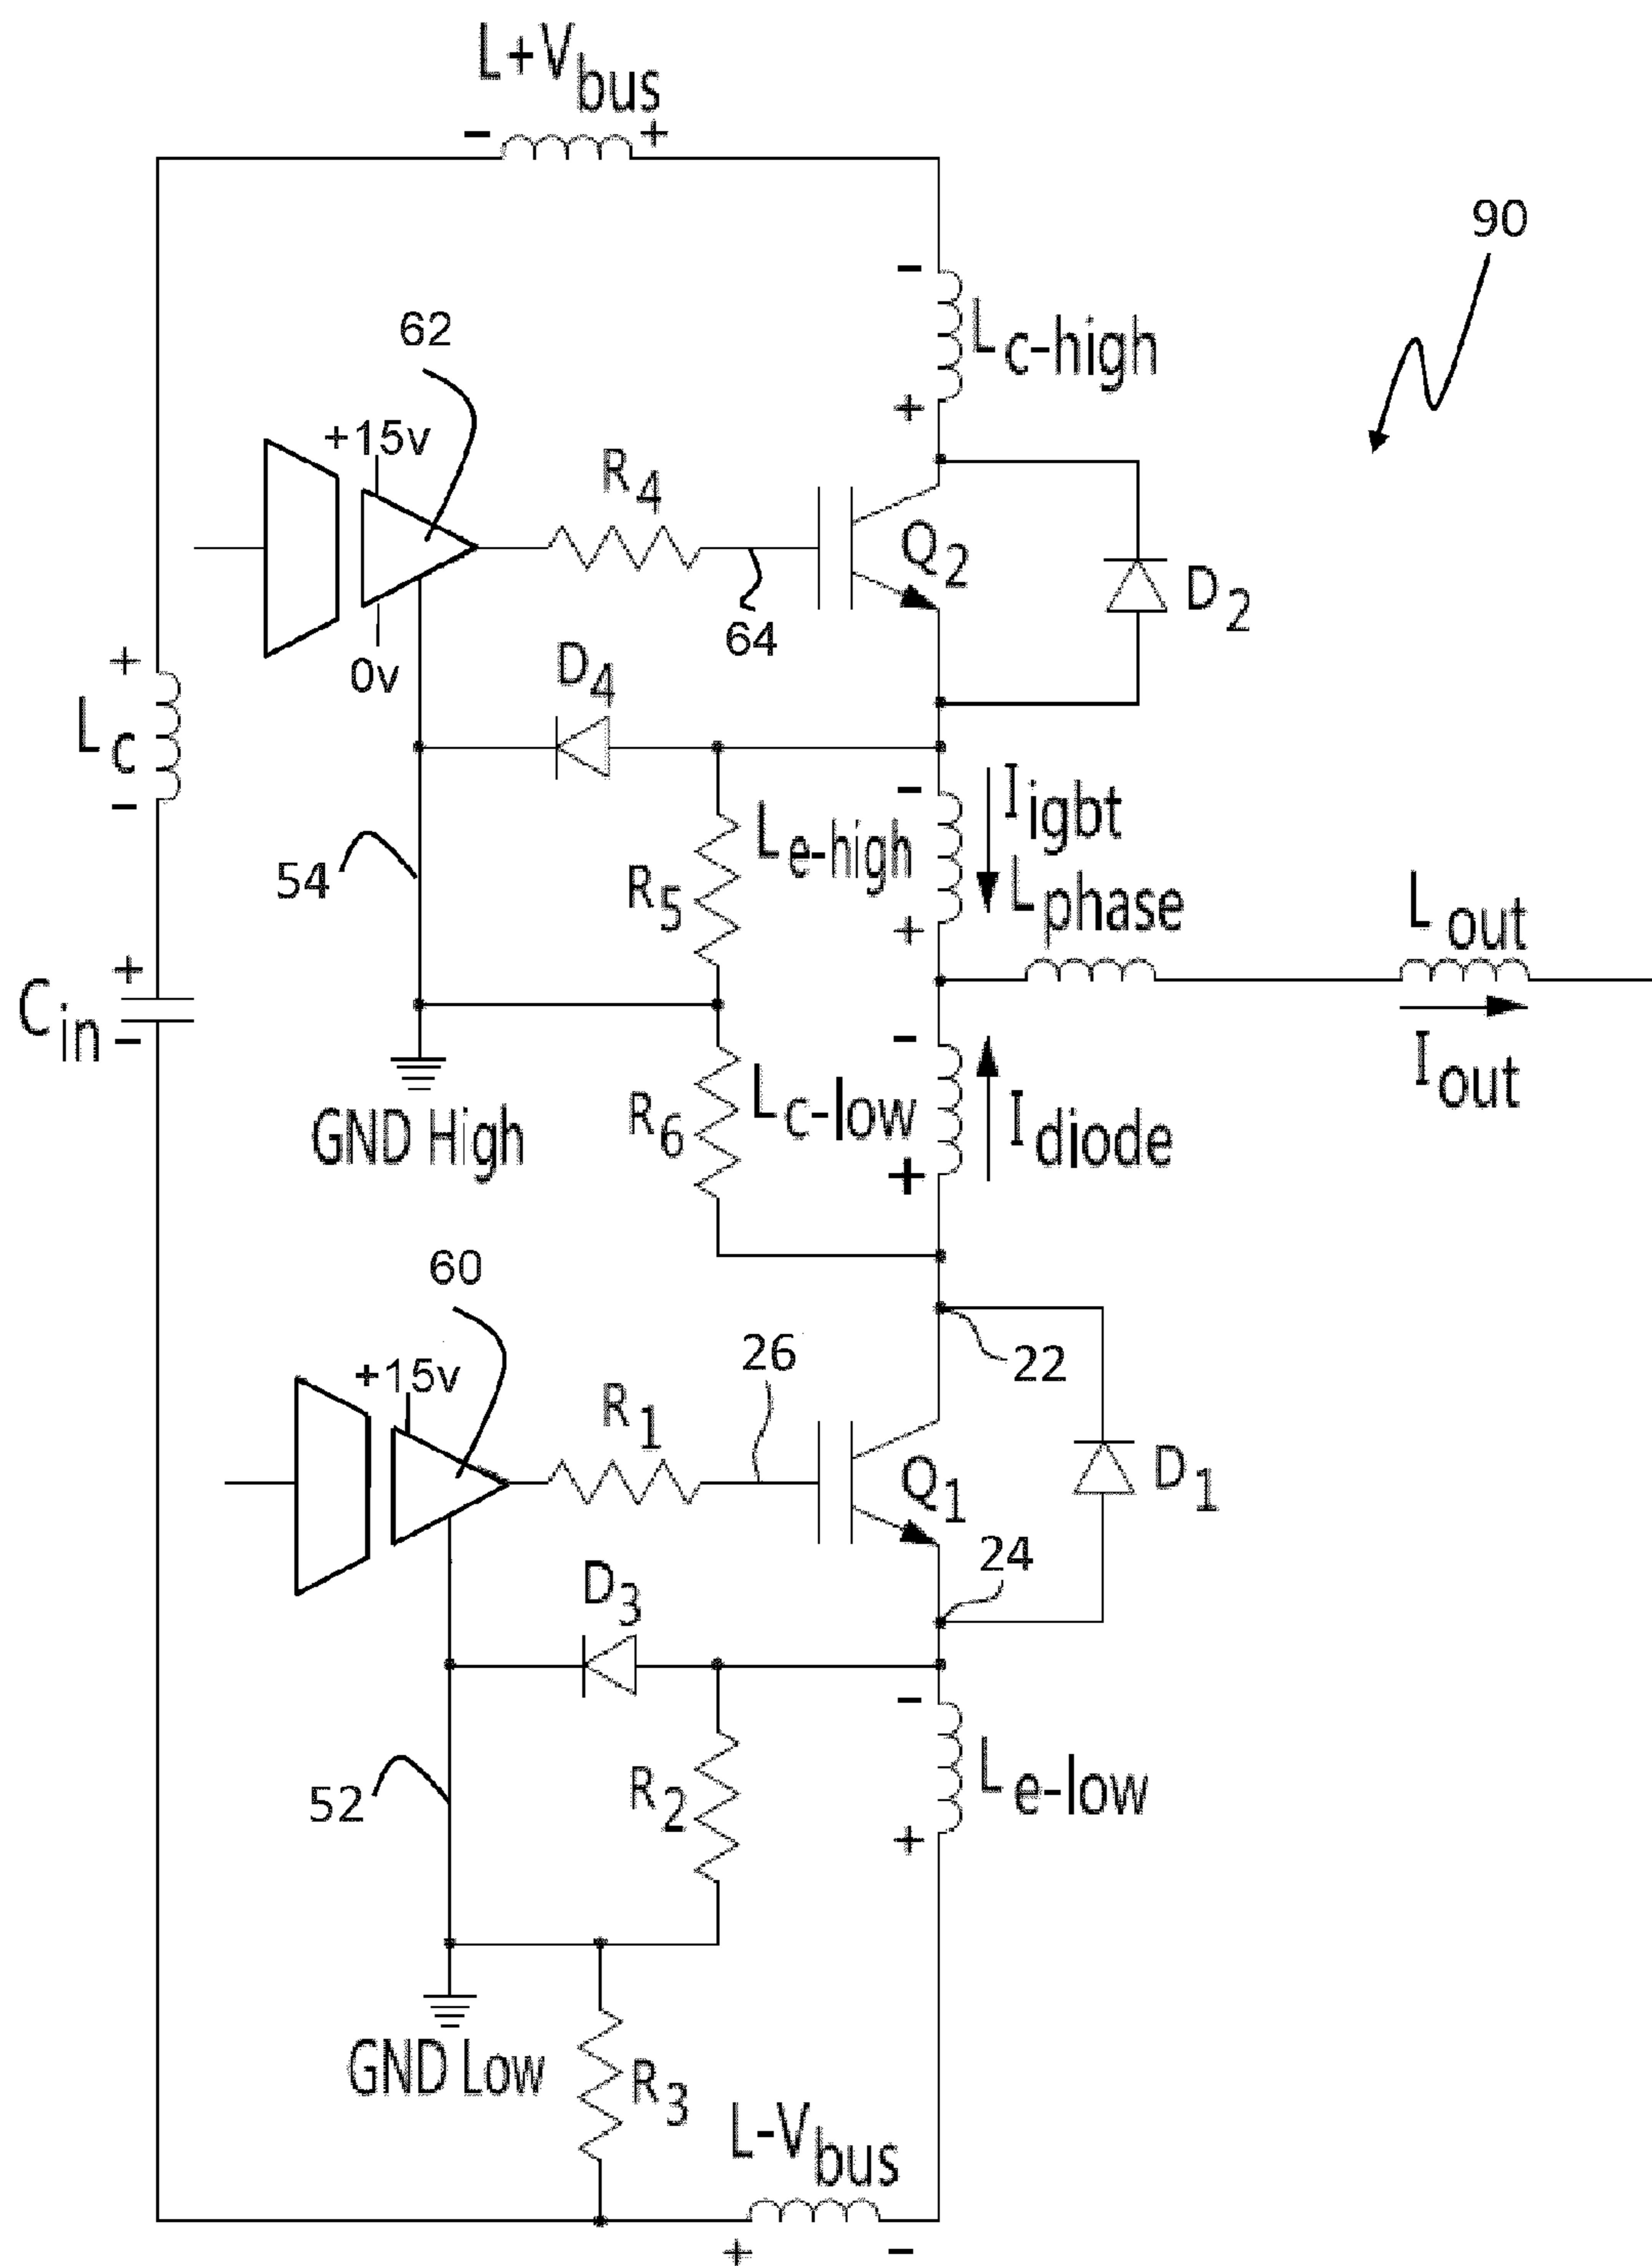 L+Vbus
- +
90
-
Lc-high
+
62
+15v
R4
Q2
D2
64
0v
D4
+
Lc
-
54
R5
Le-high
-
+
Iigbt
Lphase
Lout
Iout
+
Cin
-
GND High
R6
Lc-low
-
+
Idiode
60
+15v
R1
26
22
Q1
D1
24
D3
52
R2
-
Le-low
+
GND Low
R3
L-Vbus
+ -